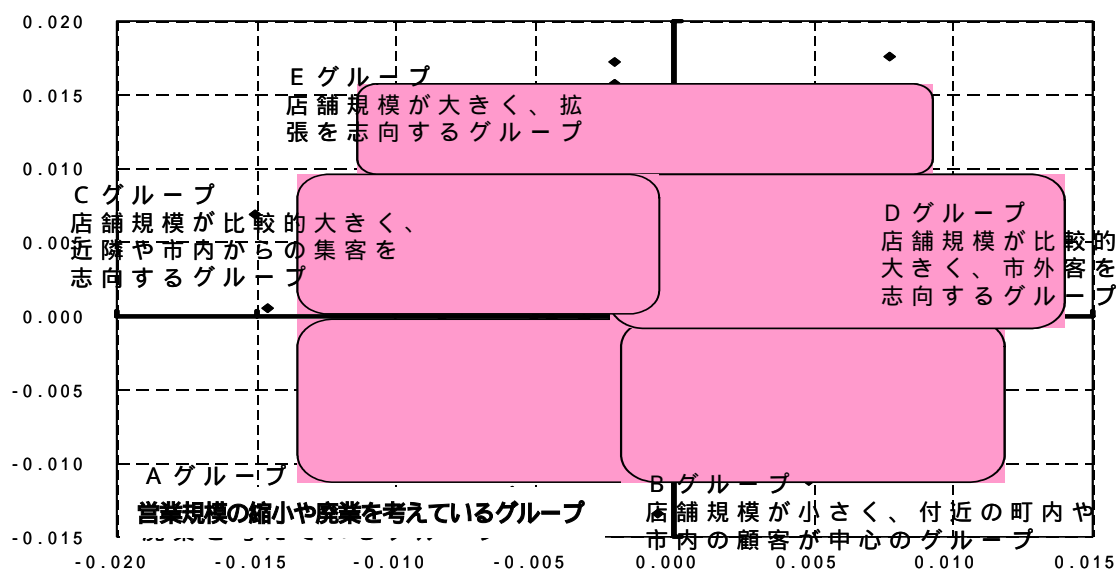 0.020
Eグループ
0.015
店舗規模が大きく、拡
張を志向するグループ
0.010
Cグループ
店舗規模が比較的大きく、
0.005
近隣や市内からの集客を
志向するグループ
Dグループ
店舗規模が比較的
大きく、市外客を
志向するグループ
0.000
-0.005
-0.010
Aグループ
営業規模の縮小や廃業を考えているグループ
Bグループ
店舗規模が小さく、付近の町内や
市内の顧客が中心のグループ
-0.015
-0.020 -0.015 -0.010 -0.005 0.000 0.005 0.010 0.015